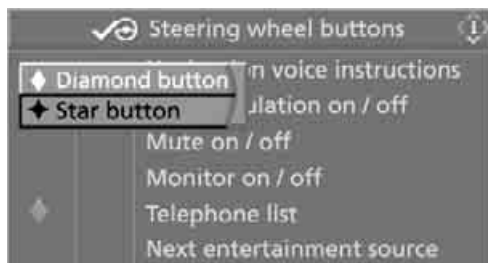 Steering wheel buttons
Diamond button
n voice instructions
Star button
ulation on / off
Mute on / off
Monitor on / off
Telephone list
Next entertainment source